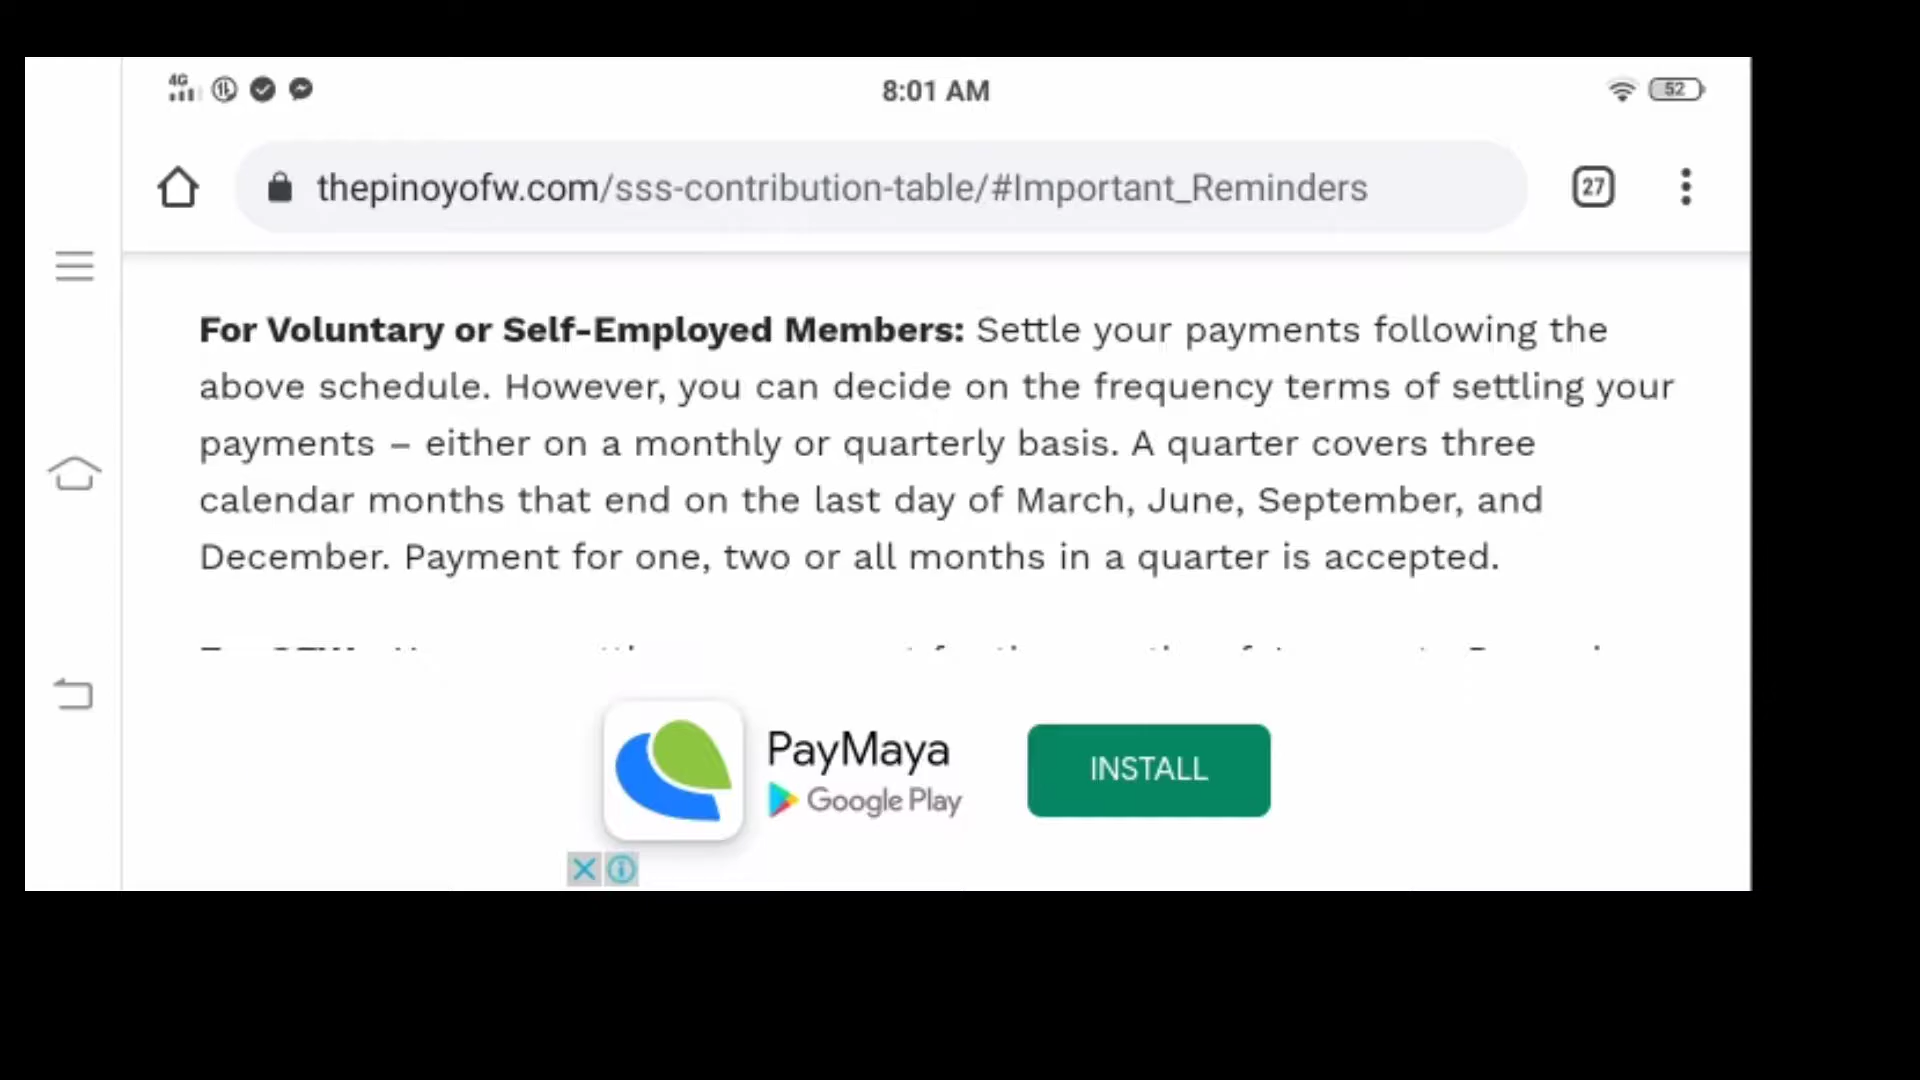 4G
8:01 AM
52
thepinoyofw.com/sss-contribution-table/#Important_Reminders
27
For Voluntary or Self-Employed Members: Settle your payments following the
above schedule. However, you can decide on the frequency terms of settling your
payments – either on a monthly or quarterly basis. A quarter covers three
calendar months that end on the last day of March, June, September, and
December. Payment for one, two or all months in a quarter is accepted.
PayMaya
Google Play
INSTALL